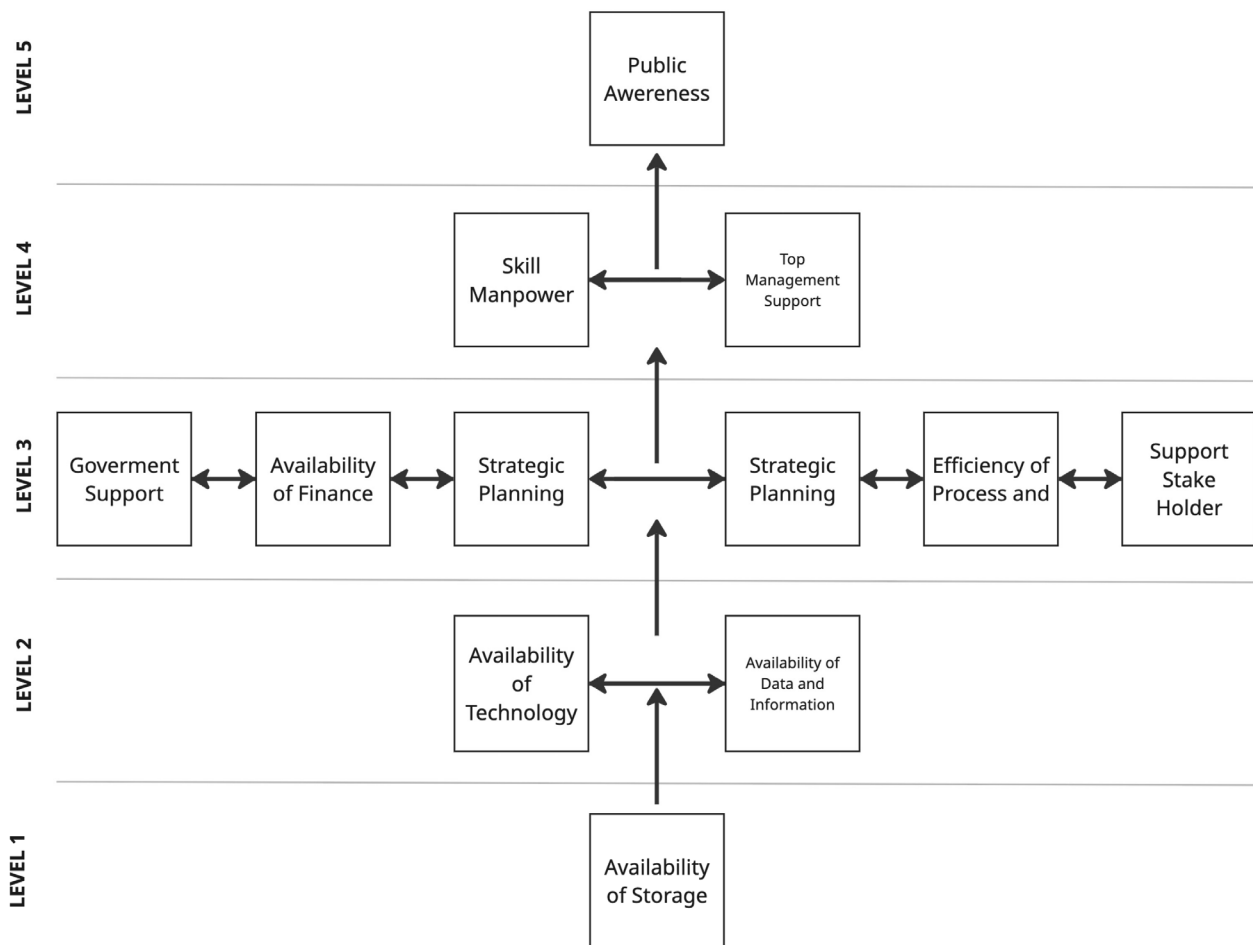 LEVEL 5
Public
Awereness
LEVEL 4
Skill
Manpower
Top
Management
Support
LEVEL 3
Goverment
Support
Availability
of Finance
Strategic
Planning
Strategic
Planning
Efficiency of
Process and
Support
Stake
Holder
LEVEL 2
Availability
of
Technology
Availability of
Data and
Information
LEVEL 1
Availability
of Storage